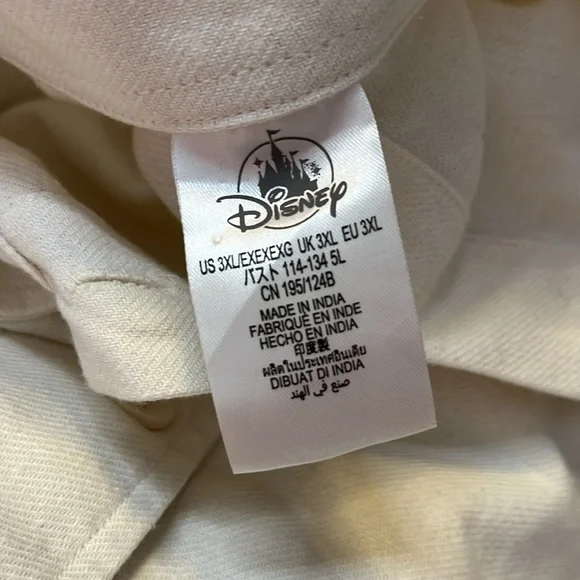 Disney
US 3XL/EXEXEXG UK 3XL EU 3XL
バスト 114-134 5L
CN 195/124B
MADE IN INDIA
FABRIQUÉ EN INDE
HECHO EN INDIA
印度製
ผลิตในประเทศอินเดีย
DIBUAT DI INDIA
صنع في الهند